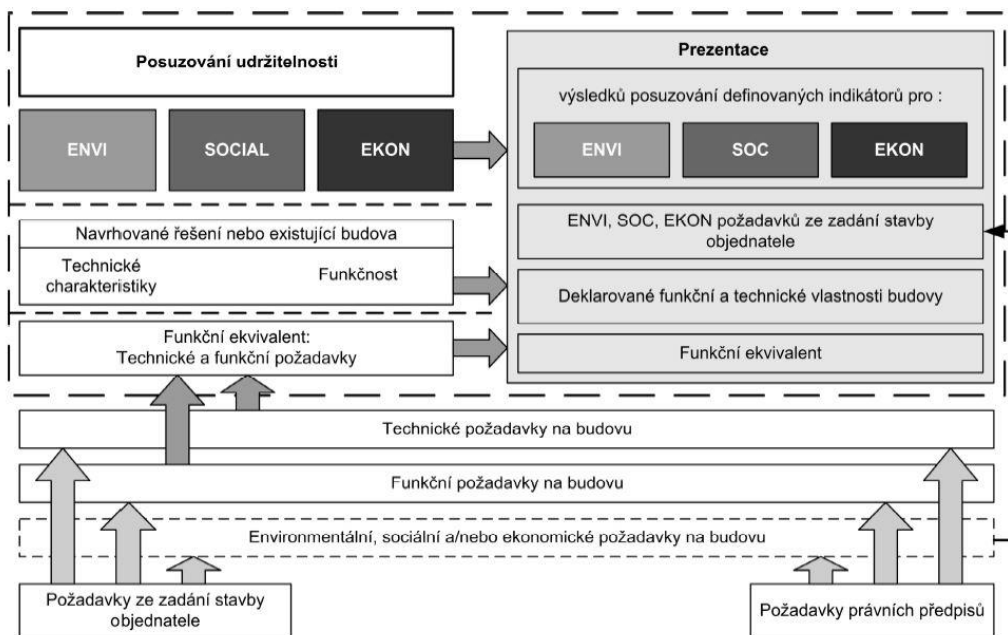 Posuzování udržitelnosti
ENVI
SOCIAL
EKON
Navrhované řešení nebo existující budova
Technické
charakteristiky
Funkčnost
Funkční ekvivalent:
Technické a funkční požadavky
Prezentace
výsledků posuzování definovaných indikátorů pro :
ENVI
SOC
EKON
ENVI, SOC, EKON požadavků ze zadání stavby
objednatele
Deklarované funkční a technické vlastnosti budovy
Funkční ekvivalent
Technické požadavky na budovu
Funkční požadavky na budovu
Environmentální, sociální a/nebo ekonomické požadavky na budovu
Požadavky ze zadání stavby
objednatele
Požadavky právních předpisů